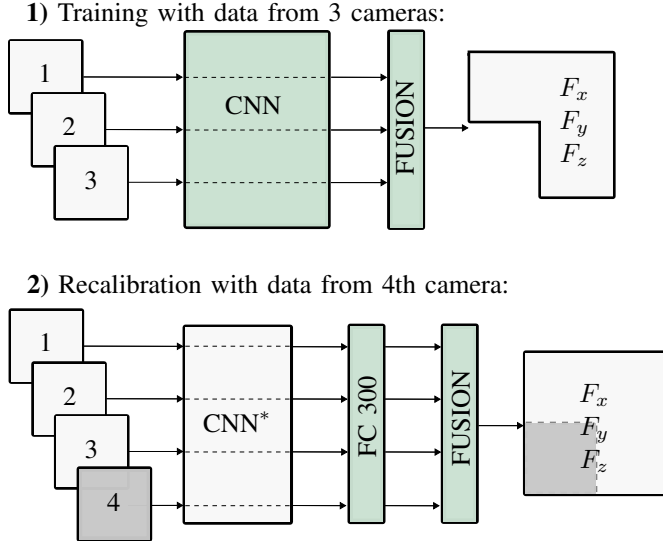 1) Training with data from 3 cameras:
1
2
3
CNN
FUSION
F_x
F_y
F_z
2) Recalibration with data from 4th camera:
1
2
3
4
CNN*
FC 300
FUSION
F_x
F_y
F_z